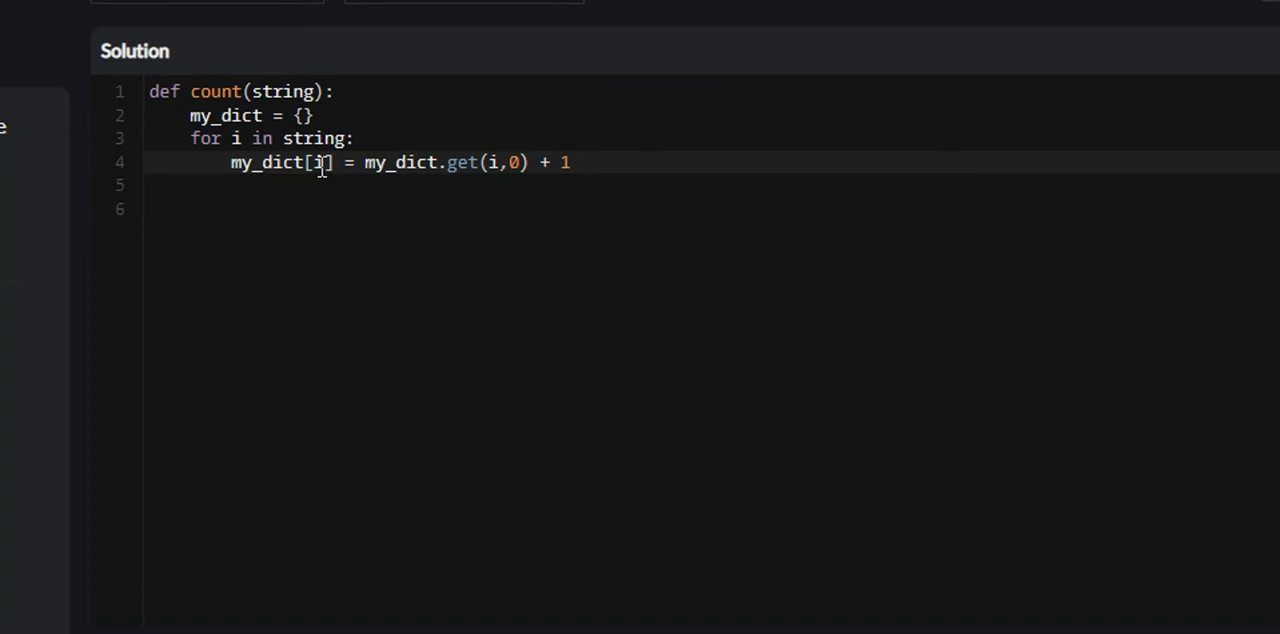 Solution
1 def count(string):
2     my_dict = {}
3     for i in string:
4         my_dict[i] = my_dict.get(i,0) + 1
5
6
e